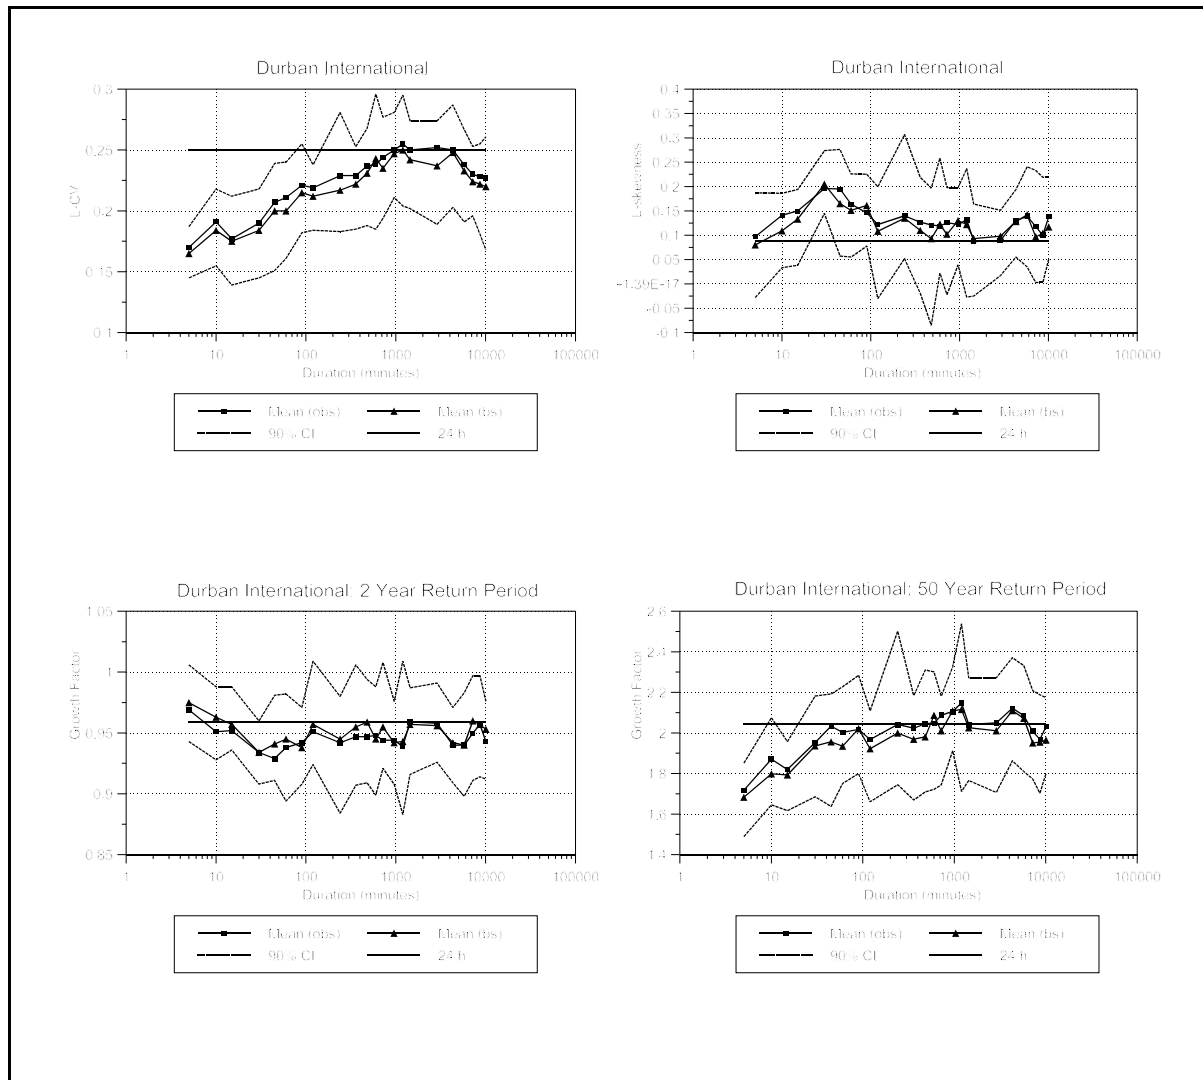 Durban International
L-CV
0.3
0.25
0.2
0.15
0.1
1 10 100 1000 10000 100000
Duration (minutes)
Mean (obs) Mean (bs)
90% CI 24 h
Durban International
L-skewness
0.4
0.35
0.3
0.25
0.2
0.15
0.1
0.05
-1.39E-17
-0.05
-0.1
1 10 100 1000 10000 100000
Duration (minutes)
Mean (obs) Mean (bs)
90% CI 24 h
Durban International: 2 Year Return Period
Growth Factor
1.05
1
0.95
0.9
0.85
1 10 100 1000 10000 100000
Duration (minutes)
Mean (obs) Mean (bs)
90% CI 24 h
Durban International: 50 Year Return Period
Growth Factor
2.6
2.4
2.2
2
1.8
1.6
1.4
1 10 100 1000 10000 100000
Duration (minutes)
Mean (obs) Mean (bs)
90% CI 24 h